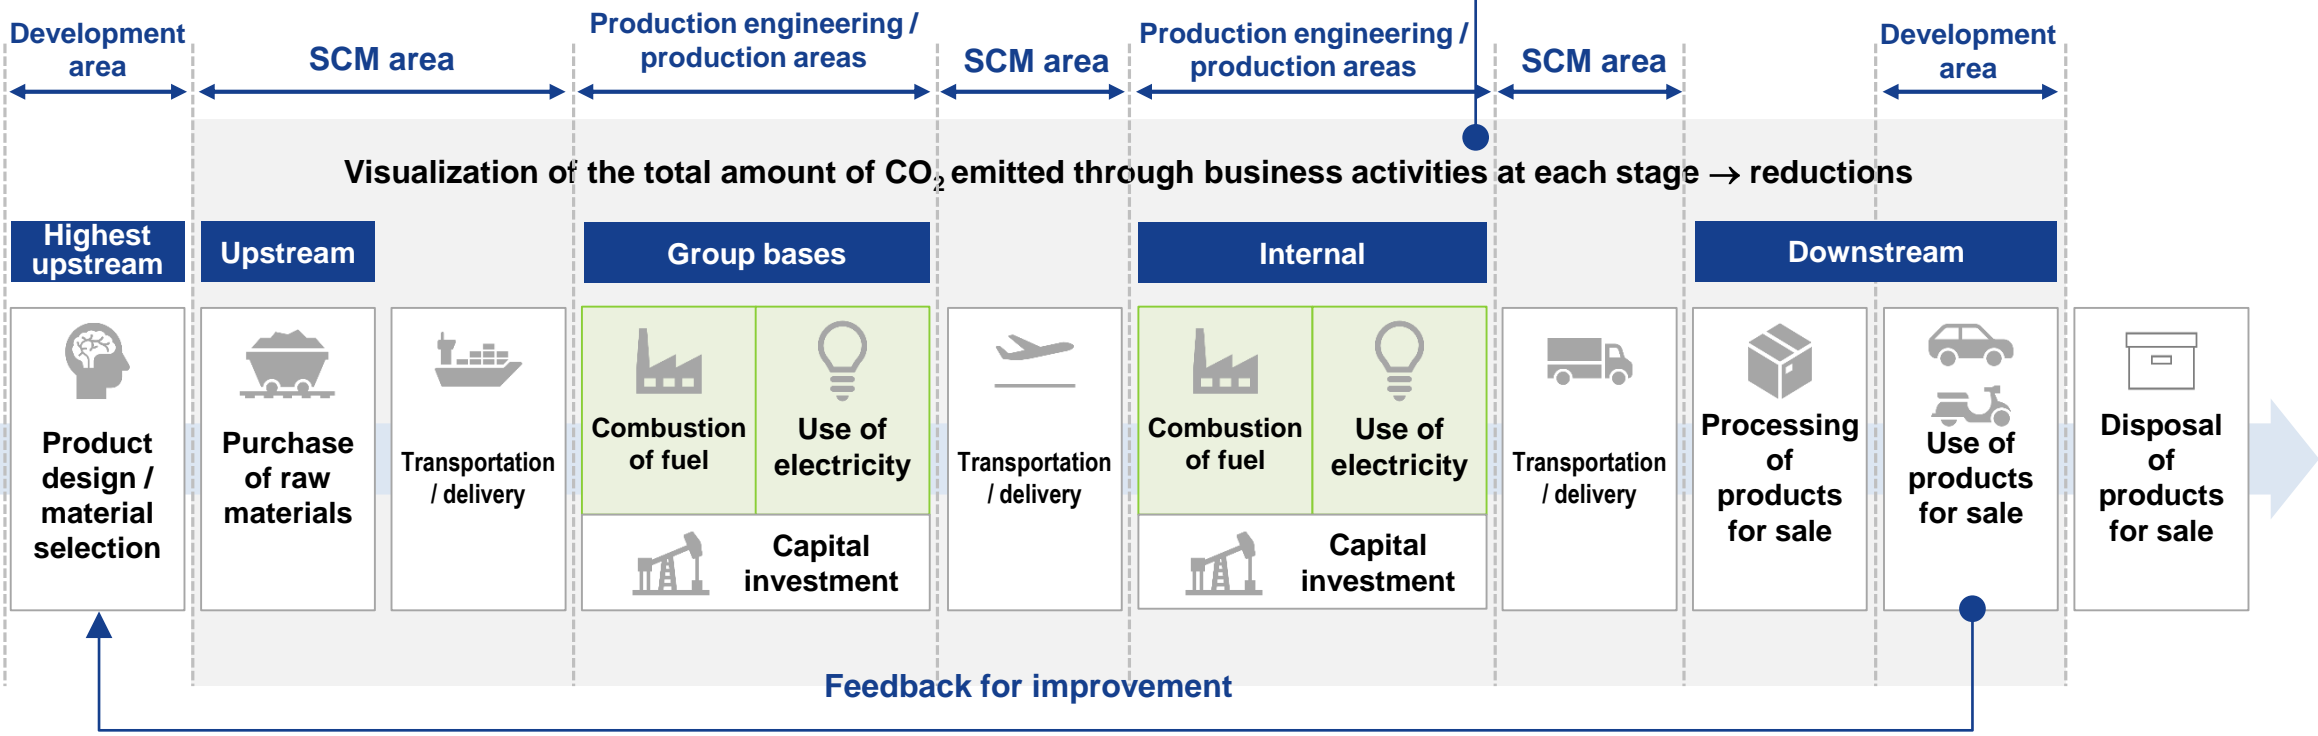 Development
area
SCM area
Production engineering /
production areas
SCM area
Production engineering /
production areas
SCM area
Development
area
Visualization of the total amount of CO₂ emitted through business activities at each stage → reductions
Highest
upstream
Upstream
Group bases
Internal
Downstream
Product
design /
material
selection
Purchase
of raw
materials
Transportation
/ delivery
Combustion
of fuel
Use of
electricity
Capital
investment
Transportation
/ delivery
Combustion
of fuel
Use of
electricity
Capital
investment
Transportation
/ delivery
Processing
of
products
for sale
Use of
products
for sale
Disposal
of
products
for sale
Feedback for improvement